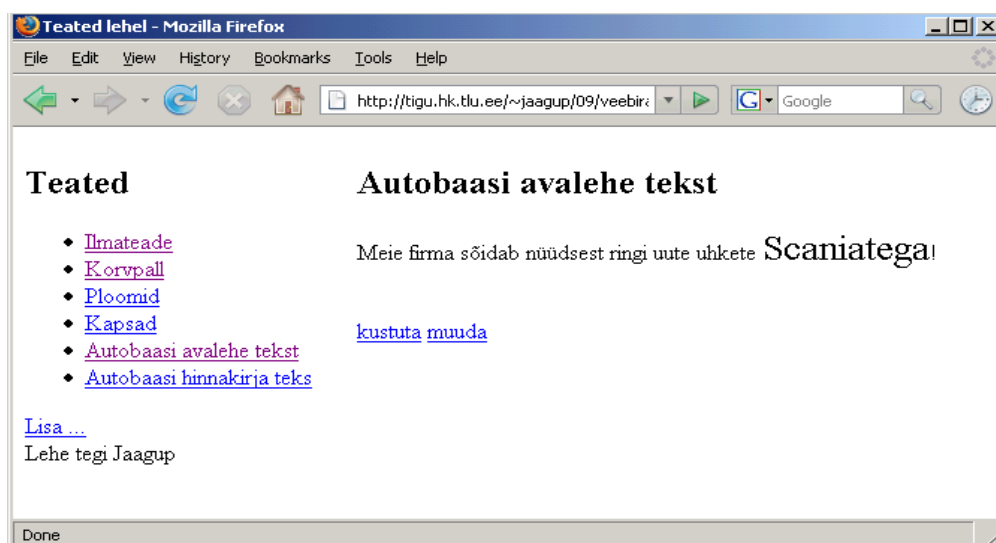 Teated lehel - Mozilla Firefox
File Edit View History Bookmarks Tools Help
http://tigu.hk.tlu.ee/~jaagup/09/veebira
G Google
Teated
Ilmateade
Korvpall
Ploomid
Kapsad
Autobaasi avalehe tekst
Autobaasi hinnakirja teks
Lisa ...
Lehe tegi Jaagup
Autobaasi avalehe tekst
Meie firma sõidab nüüdsest ringi uute uhkete Scaniatega!
kustuta muuda
Done